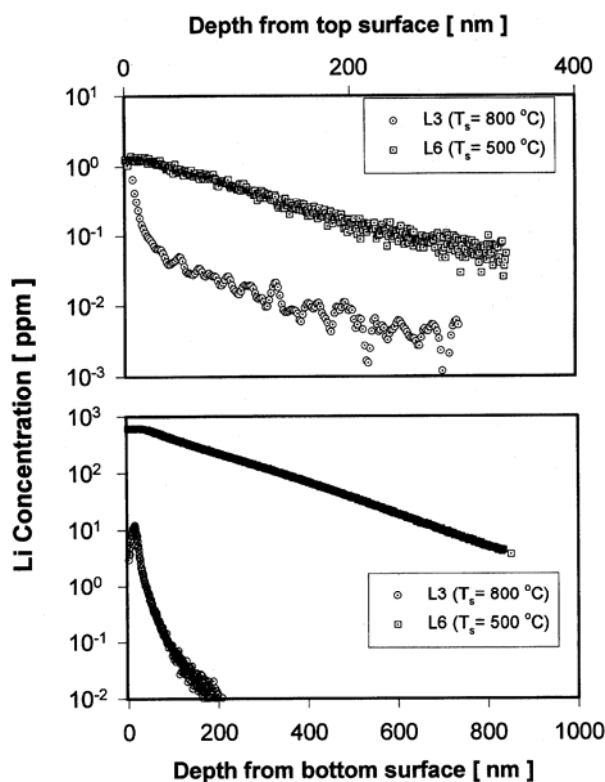 Depth from top surface [ nm ]
0 200 400
10^1
10^0
10^-1
10^-2
10^-3
L3 (T_s= 800 °C)
L6 (T_s= 500 °C)
Li Concentration [ ppm ]
10^3
10^2
10^1
10^0
10^-1
10^-2
L3 (T_s= 800 °C)
L6 (T_s= 500 °C)
0 200 400 600 800 1000
Depth from bottom surface [ nm ]